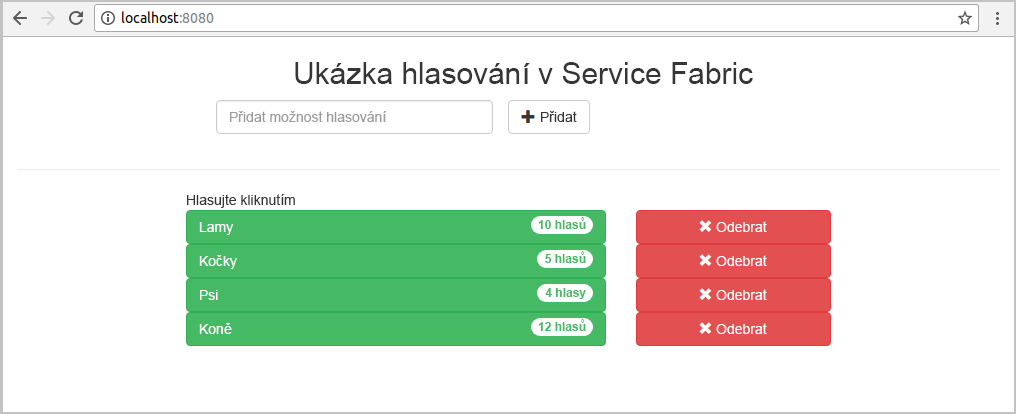 localhost:8080
Ukázka hlasování v Service Fabric
Přidat možnost hlasování
Přidat
Hlasujte kliknutím
Lamy 10 hlasů Odebrat
Kočky 5 hlasů Odebrat
Psi 4 hlasy Odebrat
Koně 12 hlasů Odebrat